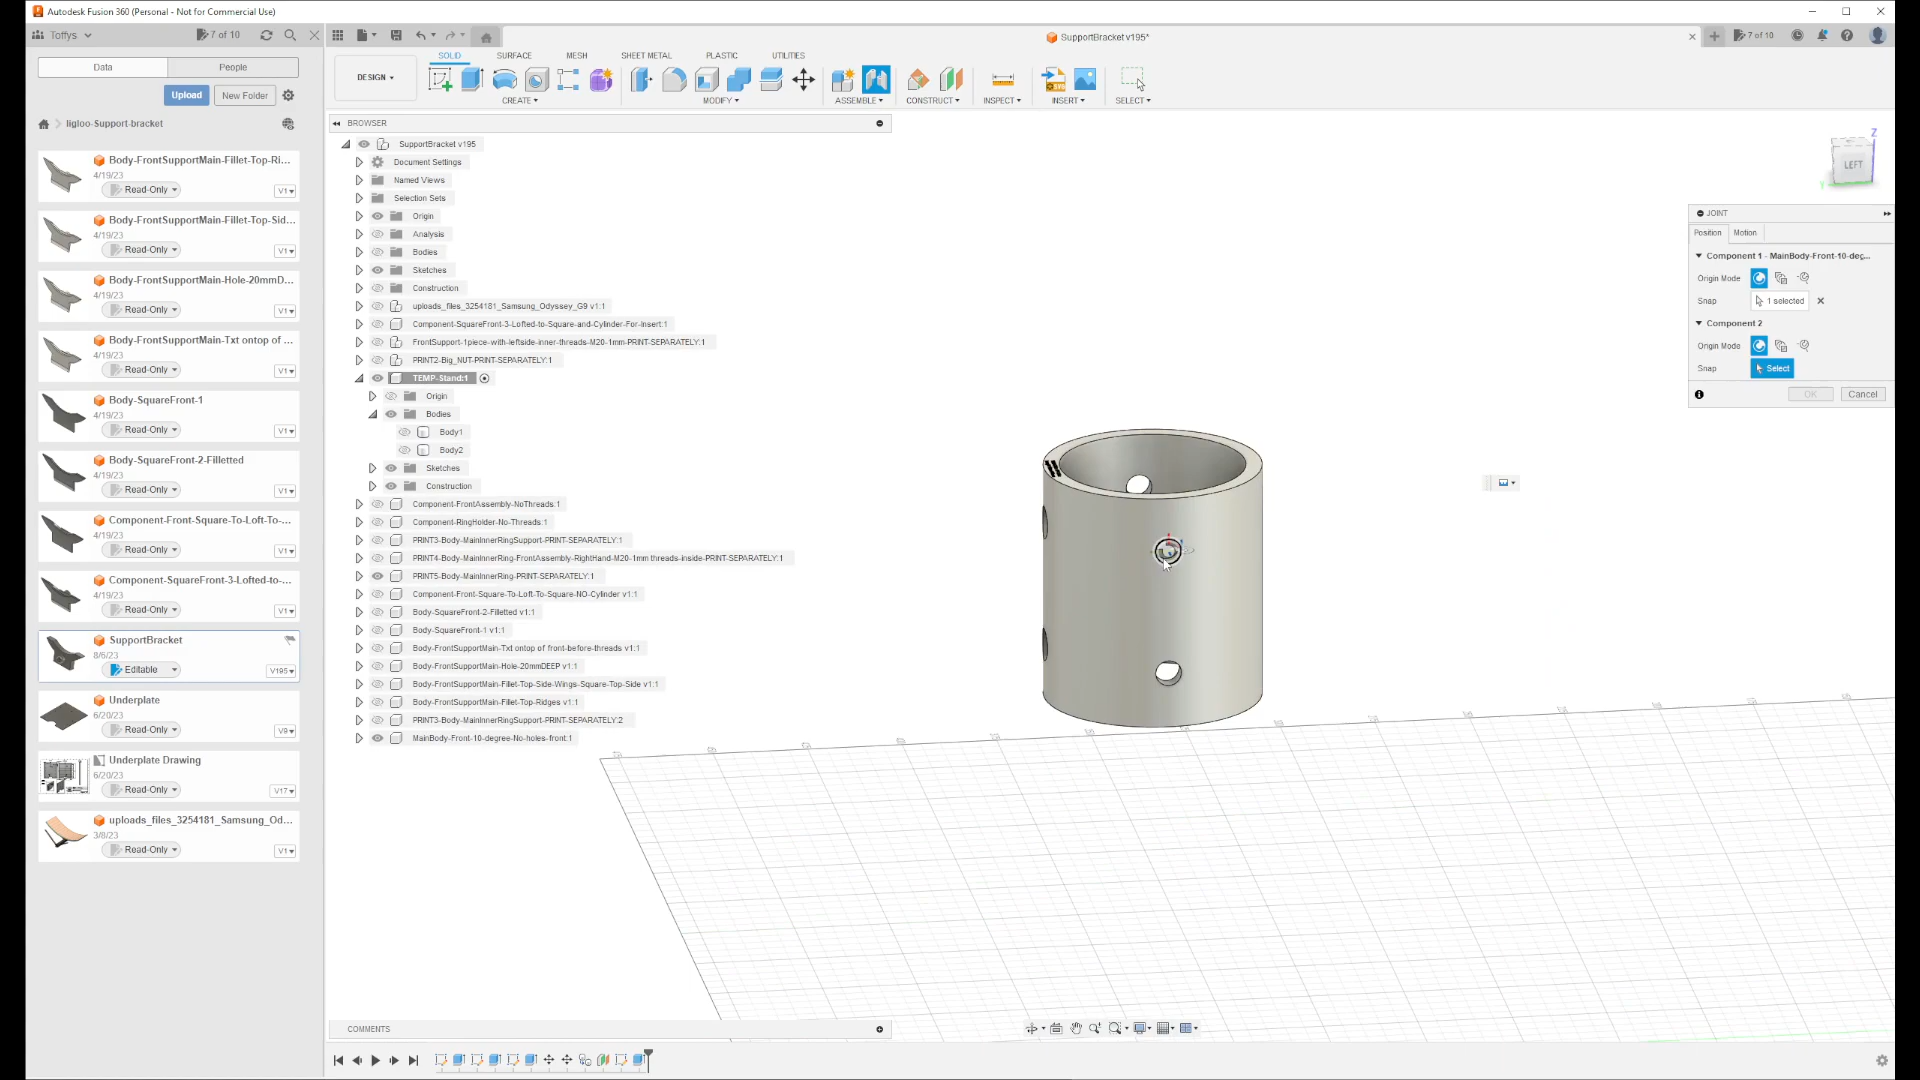 Autodesk Fusion 360 (Personal - Not for Commercial Use)
Toffys
7 of 10
SupportBracket v195*
7 of 10
Data
People
Upload
New Folder
ligloo-Support-bracket
Body-FrontSupportMain-Fillet-Top-Ri...
4/19/23
Read-Only
V1
Body-FrontSupportMain-Fillet-Top-Sid...
4/19/23
Read-Only
V1
Body-FrontSupportMain-Hole-20mmD...
4/19/23
Read-Only
V1
Body-FrontSupportMain-Txt ontop of ...
4/19/23
Read-Only
V1
Body-SquareFront-1
4/19/23
Read-Only
V1
Body-SquareFront-2-Filletted
4/19/23
Read-Only
V1
Component-Front-Square-To-Loft-To-...
4/19/23
Read-Only
V1
Component-SquareFront-3-Lofted-to-...
4/19/23
Read-Only
V1
SupportBracket
8/6/23
Editable
V195
Underplate
6/20/23
Read-Only
V9
Underplate Drawing
6/20/23
Read-Only
V17
uploads_files_3254181_Samsung_Od...
3/8/23
Read-Only
V1
DESIGN
SOLID
SURFACE
MESH
SHEET METAL
PLASTIC
UTILITIES
CREATE
MODIFY
ASSEMBLE
CONSTRUCT
INSPECT
INSERT
SELECT
BROWSER
SupportBracket v195
Document Settings
Named Views
Selection Sets
Origin
Analysis
Bodies
Sketches
Construction
uploads_files_3254181_Samsung_Odyssey_G9 v1:1
Component-SquareFront-3-Lofted-to-Square-and-Cylinder-For-Insert:1
FrontSupport-1piece-with-leftside-inner-threads-M20-1mm-PRINT-SEPARATELY:1
PRINT2-Big_NUT-PRINT-SEPARATELY:1
TEMP-Stand:1
Origin
Bodies
Body1
Body2
Sketches
Construction
Component-FrontAssembly-NoThreads:1
Component-RingHolder-No-Threads:1
PRINT3-Body-MainInnerRingSupport-PRINT-SEPARATELY:1
PRINT4-Body-MainInnerRing-FrontAssembly-RightHand-M20-1mm threads-inside-PRINT-SEPARATELY:1
PRINT5-Body-MainInnerRing-PRINT-SEPARATELY:1
Component-Front-Square-To-Loft-To-Square-NO-Cylinder v1:1
Body-SquareFront-2-Filletted v1:1
Body-SquareFront-1 v1:1
Body-FrontSupportMain-Txt ontop of front-before-threads v1:1
Body-FrontSupportMain-Hole-20mmDEEP v1:1
Body-FrontSupportMain-Fillet-Top-Side-Wings-Square-Top-Side v1:1
Body-FrontSupportMain-Fillet-Top-Ridges v1:1
PRINT3-Body-MainInnerRingSupport-PRINT-SEPARATELY:2
MainBody-Front-10-degree-No-holes-front:1
LEFT
Z
Y
JOINT
Position
Motion
Component 1 - MainBody-Front-10-deg...
Origin Mode
Snap
1 selected
Component 2
Origin Mode
Snap
Select
OK
Cancel
COMMENTS